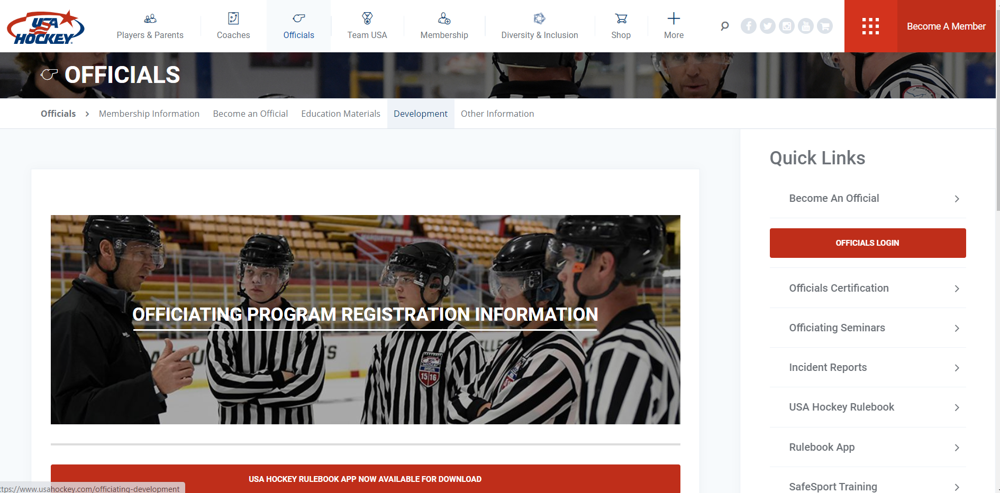 USA
HOCKEY
Players & Parents
Coaches
Officials
Team USA
Membership
Diversity & Inclusion
Shop
More
Become A Member
OFFICIALS
Officials
Membership Information
Become an Official
Education Materials
Development
Other Information
Quick Links
Become An Official
OFFICIALS LOGIN
Officials Certification
Officiating Seminars
Incident Reports
USA Hockey Rulebook
Rulebook App
SafeSport Training
OFFICIATING PROGRAM REGISTRATION INFORMATION
15 16
USA HOCKEY RULEBOOK APP NOW AVAILABLE FOR DOWNLOAD
ttps://www.usahockey.com/officiating-development